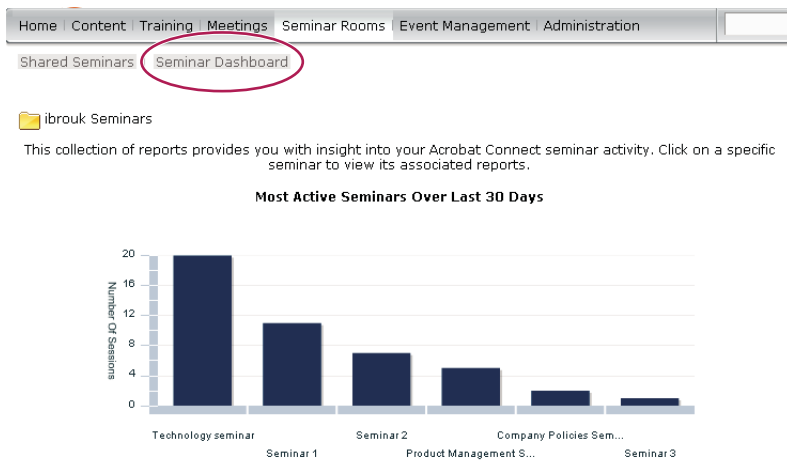 Home Content Training Meetings Seminar Rooms Event Management Administration
Shared Seminars Seminar Dashboard
ibrouk Seminars
This collection of reports provides you with insight into your Acrobat Connect seminar activity. Click on a specific
seminar to view its associated reports.
Most Active Seminars Over Last 30 Days
Number Of Sessions
20
16
12
8
4
0
Technology seminar Seminar 2 Company Policies Sem...
Seminar 1 Product Management S... Seminar 3